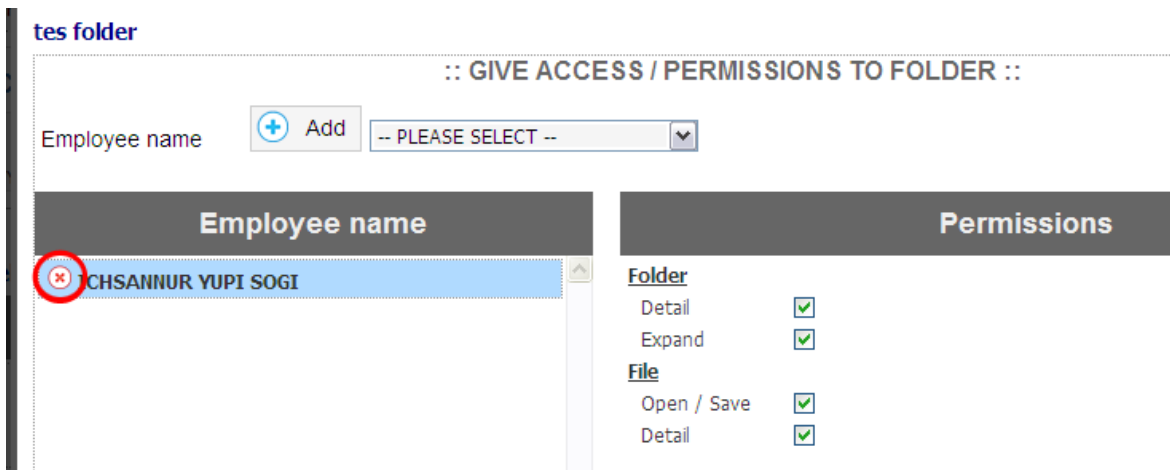 tes folder
:: GIVE ACCESS / PERMISSIONS TO FOLDER ::
Employee name Add -- PLEASE SELECT --
Employee name Permissions
ICHSANNUR YUPI SOGI
Folder
Detail
Expand
File
Open / Save
Detail